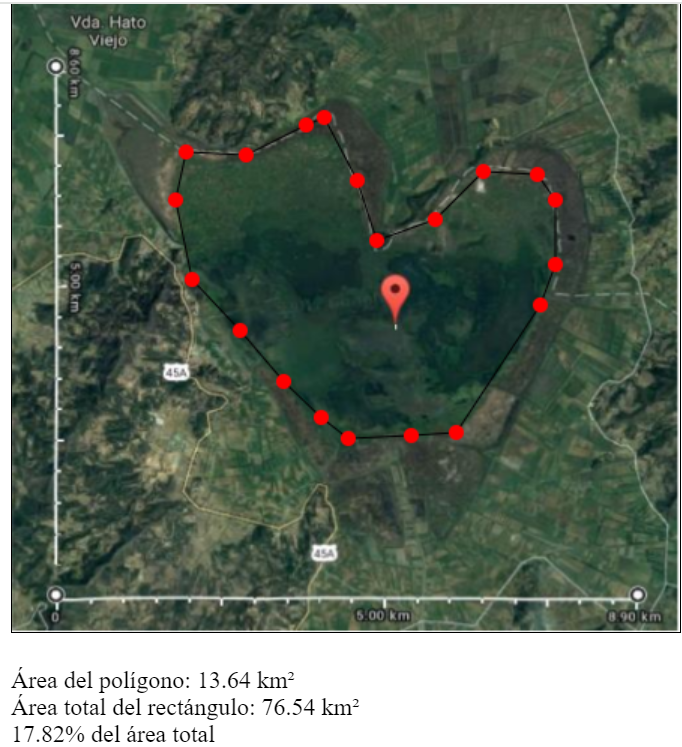 Vda. Hato
Viejo
8.60 km
5.00 km
45A
45A
0
5.00 km
8.90 km
Área del polígono: 13.64 km²
Área total del rectángulo: 76.54 km²
17.82% del área total